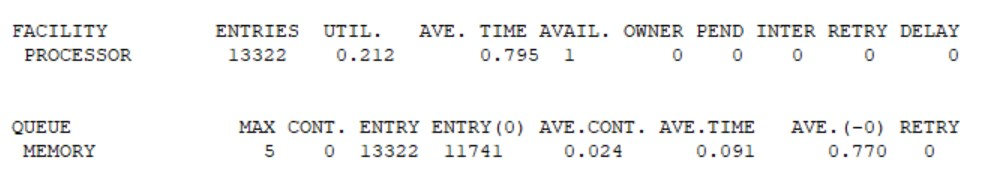 FACILITY ENTRIES UTIL. AVE. TIME AVAIL. OWNER PEND INTER RETRY DELAY
PROCESSOR 13322 0.212 0.795 1 0 0 0 0 0
QUEUE MAX CONT. ENTRY ENTRY(0) AVE.CONT. AVE.TIME AVE.(-0) RETRY
MEMORY 5 0 13322 11741 0.024 0.091 0.770 0